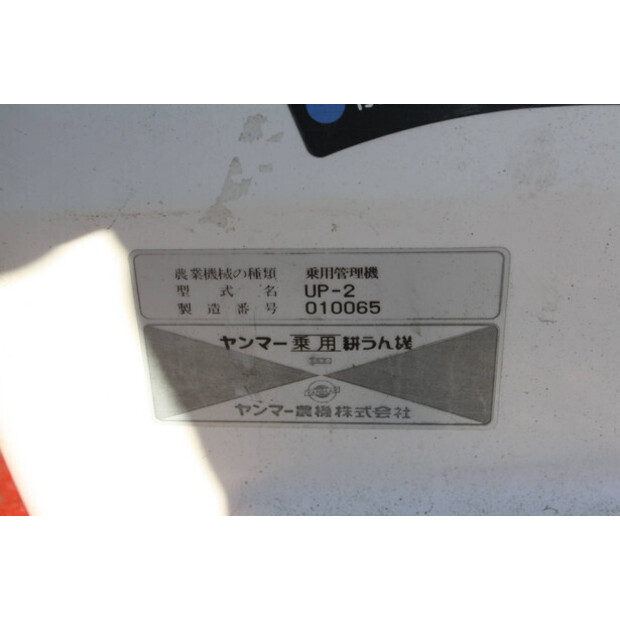 農業機械の種類 乗用管理機
型式名 UP-2
製造番号 010065
ヤンマー乗用耕うん機
ヤンマー農機株式会社